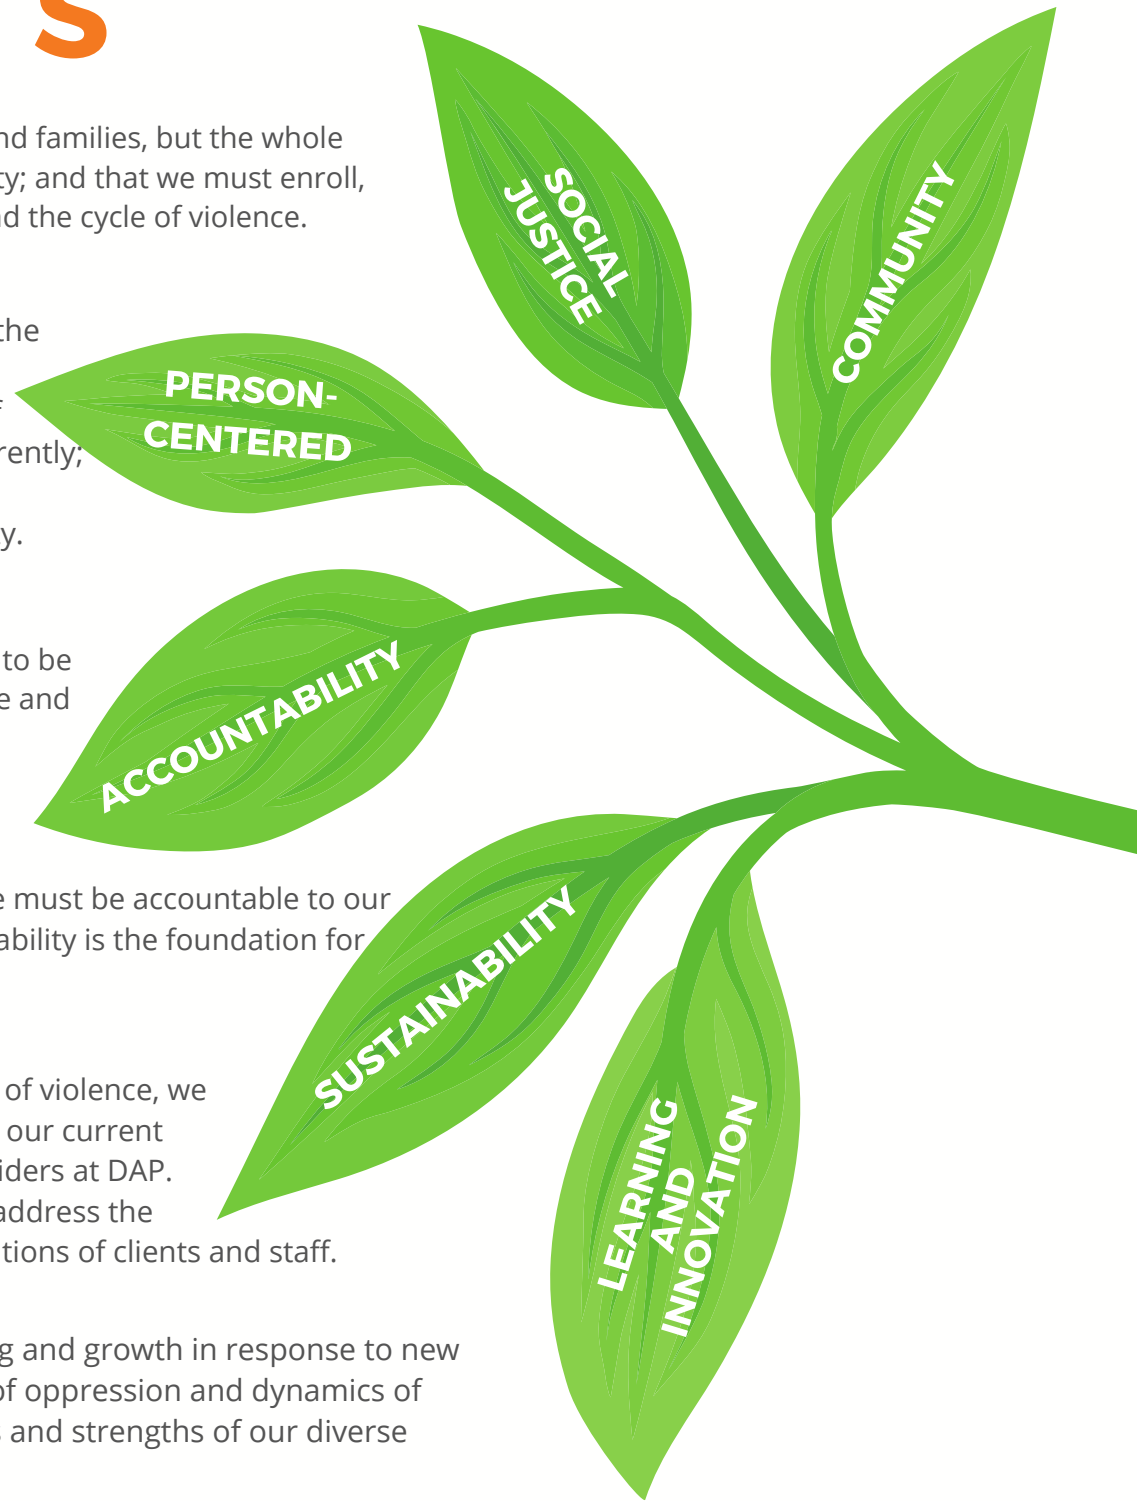 S
nd families, but the whole
ty; and that we must enroll,
nd the cycle of violence.
the
f
rently;
y.
to be
e and
e must be accountable to our
ability is the foundation for
of violence, we
our current
iders at DAP.
address the
tions of clients and staff.
g and growth in response to new
of oppression and dynamics of
s and strengths of our diverse
SOCIAL
JUSTICE
COMMUNITY
PERSON-
CENTERED
ACCOUNTABILITY
SUSTAINABILITY
LEARNING
AND
INNOVATION